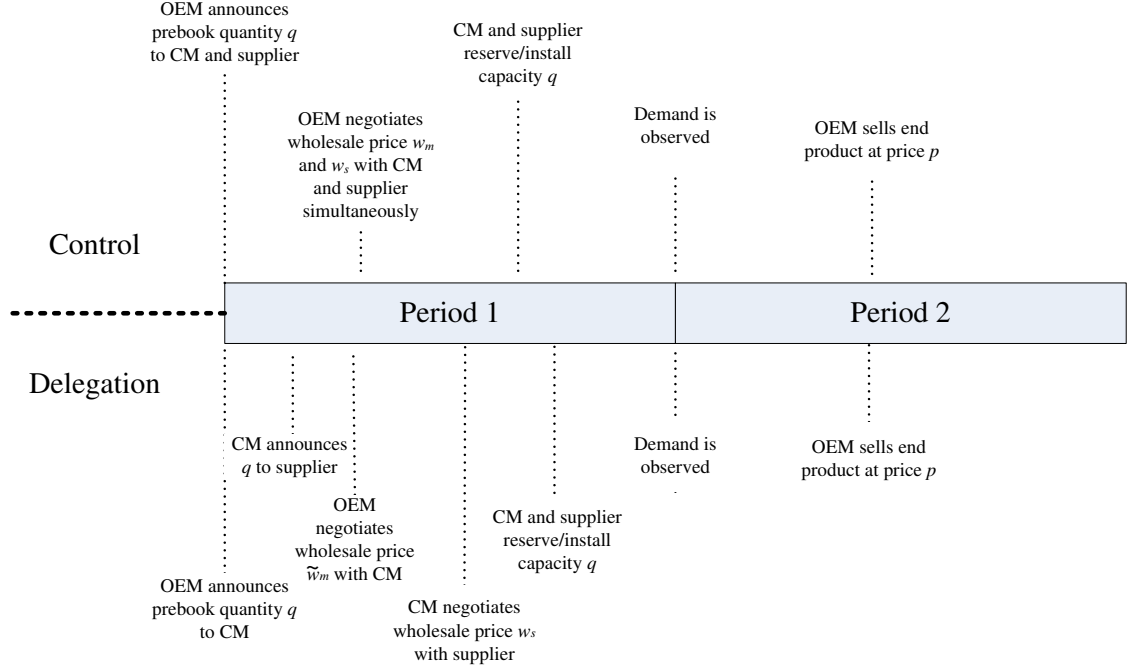 OEM announces
prebook quantity q
to CM and supplier
CM and supplier
reserve/install
capacity q
OEM negotiates
wholesale price wm
and ws with CM
and supplier
simultaneously
Demand is
observed
OEM sells end
product at price p
Control
Period 1
Period 2
Delegation
CM announces
q to supplier
OEM
negotiates
wholesale price
w̃m with CM
OEM announces
prebook quantity q
to CM
CM negotiates
wholesale price ws
with supplier
CM and supplier
reserve/install
capacity q
Demand is
observed
OEM sells end
product at price p